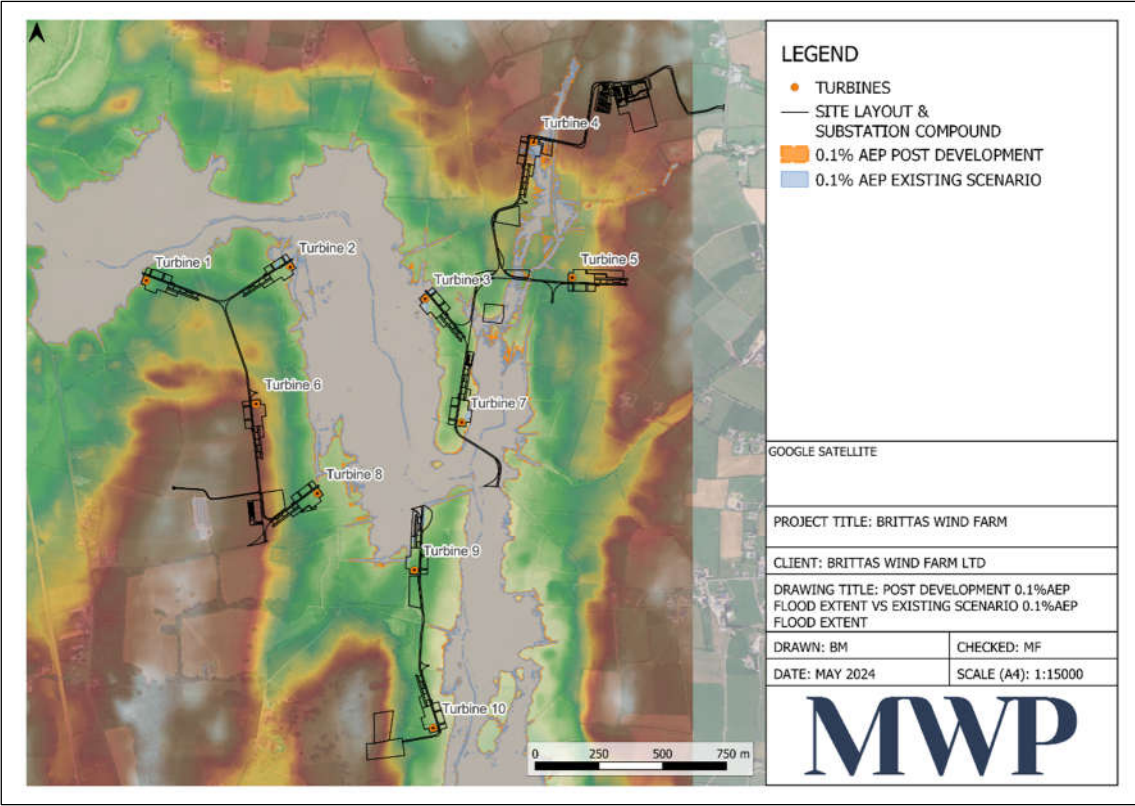 LEGEND
TURBINES
SITE LAYOUT &
SUBSTATION COMPOUND
0.1% AEP POST DEVELOPMENT
0.1% AEP EXISTING SCENARIO
Turbine 4
Turbine 2
Turbine 1
Turbine 5
Turbine 3
Turbine 6
Turbine 7
Turbine 8
Turbine 9
Turbine 10
0 250 500 750 m
GOOGLE SATELLITE
PROJECT TITLE: BRITTAS WIND FARM
CLIENT: BRITTAS WIND FARM LTD
DRAWING TITLE: POST DEVELOPMENT 0.1%AEP
FLOOD EXTENT VS EXISTING SCENARIO 0.1%AEP
FLOOD EXTENT
DRAWN: BM
CHECKED: MF
DATE: MAY 2024
SCALE (A4): 1:15000
MWP